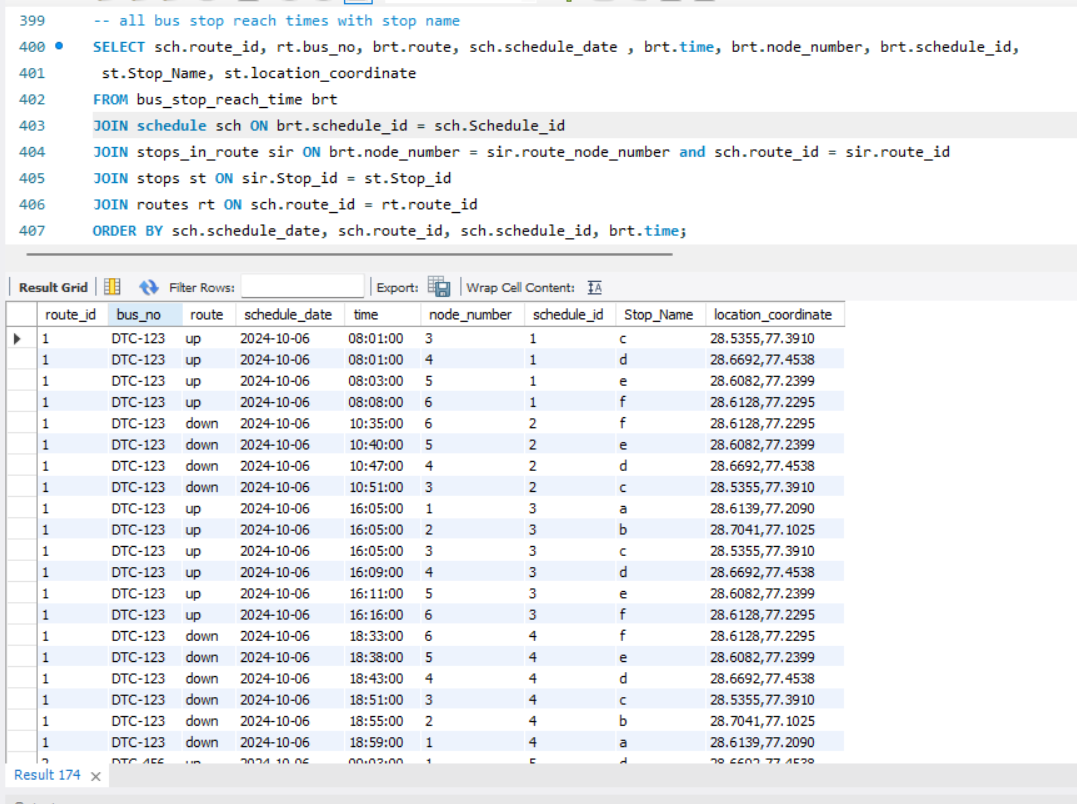 399 -- all bus stop reach times with stop name
400 SELECT sch.route_id, rt.bus_no, brt.route, sch.schedule_date , brt.time, brt.node_number, brt.schedule_id,
401 st.Stop_Name, st.location_coordinate
402 FROM bus_stop_reach_time brt
403 JOIN schedule sch ON brt.schedule_id = sch.Schedule_id
404 JOIN stops_in_route sir ON brt.node_number = sir.route_node_number and sch.route_id = sir.route_id
405 JOIN stops st ON sir.Stop_id = st.Stop_id
406 JOIN routes rt ON sch.route_id = rt.route_id
407 ORDER BY sch.schedule_date, sch.route_id, sch.schedule_id, brt.time;
Result Grid Filter Rows: Export: Wrap Cell Content: IA
route_id bus_no route schedule_date time node_number schedule_id Stop_Name location_coordinate
1 DTC-123 up 2024-10-06 08:01:00 3 1 c 28.5355,77.3910
1 DTC-123 up 2024-10-06 08:01:00 4 1 d 28.6692,77.4538
1 DTC-123 up 2024-10-06 08:03:00 5 1 e 28.6082,77.2399
1 DTC-123 up 2024-10-06 08:08:00 6 1 f 28.6128,77.2295
1 DTC-123 down 2024-10-06 10:35:00 6 2 f 28.6128,77.2295
1 DTC-123 down 2024-10-06 10:40:00 5 2 e 28.6082,77.2399
1 DTC-123 down 2024-10-06 10:47:00 4 2 d 28.6692,77.4538
1 DTC-123 down 2024-10-06 10:51:00 3 2 c 28.5355,77.3910
1 DTC-123 up 2024-10-06 16:05:00 1 3 a 28.6139,77.2090
1 DTC-123 up 2024-10-06 16:05:00 2 3 b 28.7041,77.1025
1 DTC-123 up 2024-10-06 16:05:00 3 3 c 28.5355,77.3910
1 DTC-123 up 2024-10-06 16:09:00 4 3 d 28.6692,77.4538
1 DTC-123 up 2024-10-06 16:11:00 5 3 e 28.6082,77.2399
1 DTC-123 up 2024-10-06 16:16:00 6 3 f 28.6128,77.2295
1 DTC-123 down 2024-10-06 18:33:00 6 4 f 28.6128,77.2295
1 DTC-123 down 2024-10-06 18:38:00 5 4 e 28.6082,77.2399
1 DTC-123 down 2024-10-06 18:43:00 4 4 d 28.6692,77.4538
1 DTC-123 down 2024-10-06 18:51:00 3 4 c 28.5355,77.3910
1 DTC-123 down 2024-10-06 18:55:00 2 4 b 28.7041,77.1025
1 DTC-123 down 2024-10-06 18:59:00 1 4 a 28.6139,77.2090
Result 174